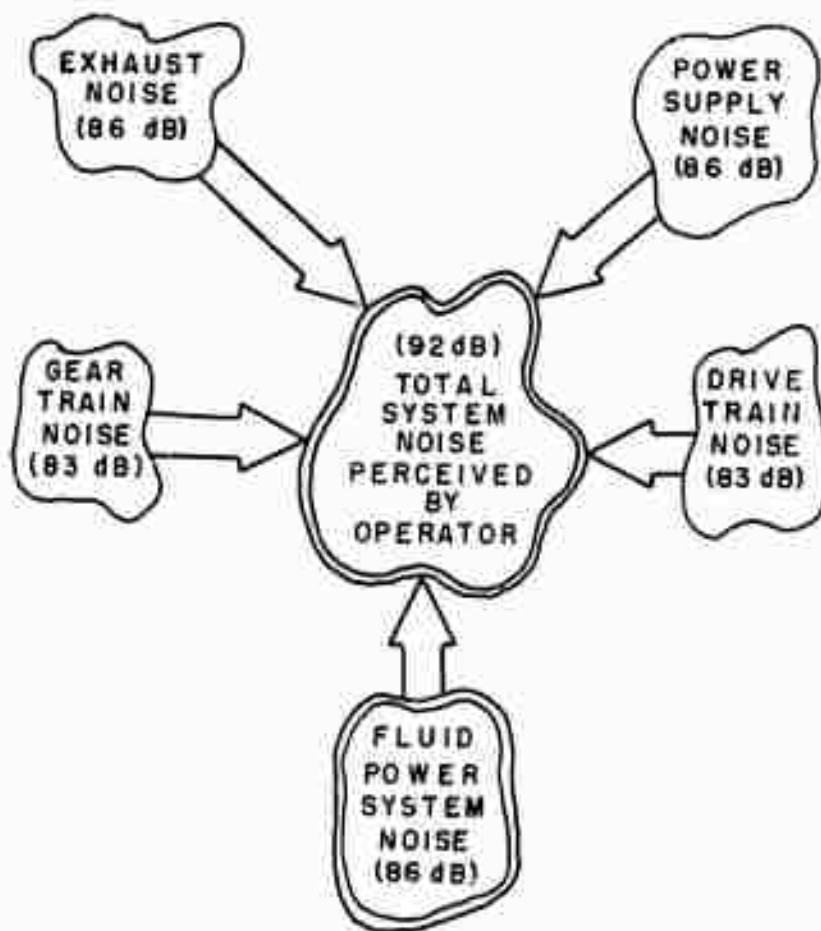 EXHAUST
NOISE
(86 dB)
POWER
SUPPLY
NOISE
(86 dB)
(92 dB)
TOTAL
SYSTEM
NOISE
PERCEIVED
BY
OPERATOR
GEAR
TRAIN
NOISE
(83 dB)
DRIVE
TRAIN
NOISE
(83 dB)
FLUID
POWER
SYSTEM
NOISE
(86 dB)